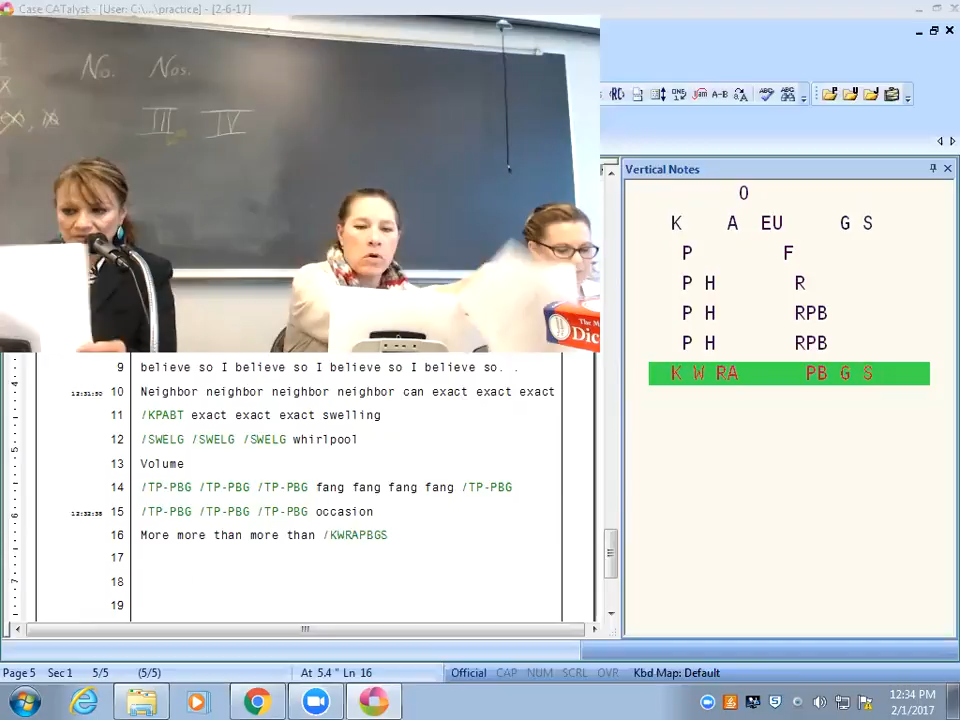 Case CATalyst - [User: C:\...\practice] - [2-6-17]
No. Nos.
III IV
The M
Dic
Vertical Notes
O
K A EU G S
P F
P H R
P H RPB
P H RPB
K W RA PB G S
9 believe so I believe so I believe so I believe so. .
12:31:50 10 Neighbor neighbor neighbor neighbor can exact exact exact
11 /KPABT exact exact exact swelling
12 /SWELG /SWELG /SWELG whirlpool
13 Volume
14 /TP-PBG /TP-PBG /TP-PBG fang fang fang fang /TP-PBG
12:32:38 15 /TP-PBG /TP-PBG /TP-PBG occasion
16 More more than more than /KWRAPBGS
17
18
19
Page 5 Sec 1 5/5 (5/5) At 5.4 " Ln 16 Official CAP NUM SCRL OVR Kbd Map: Default
12:34 PM
2/1/2017